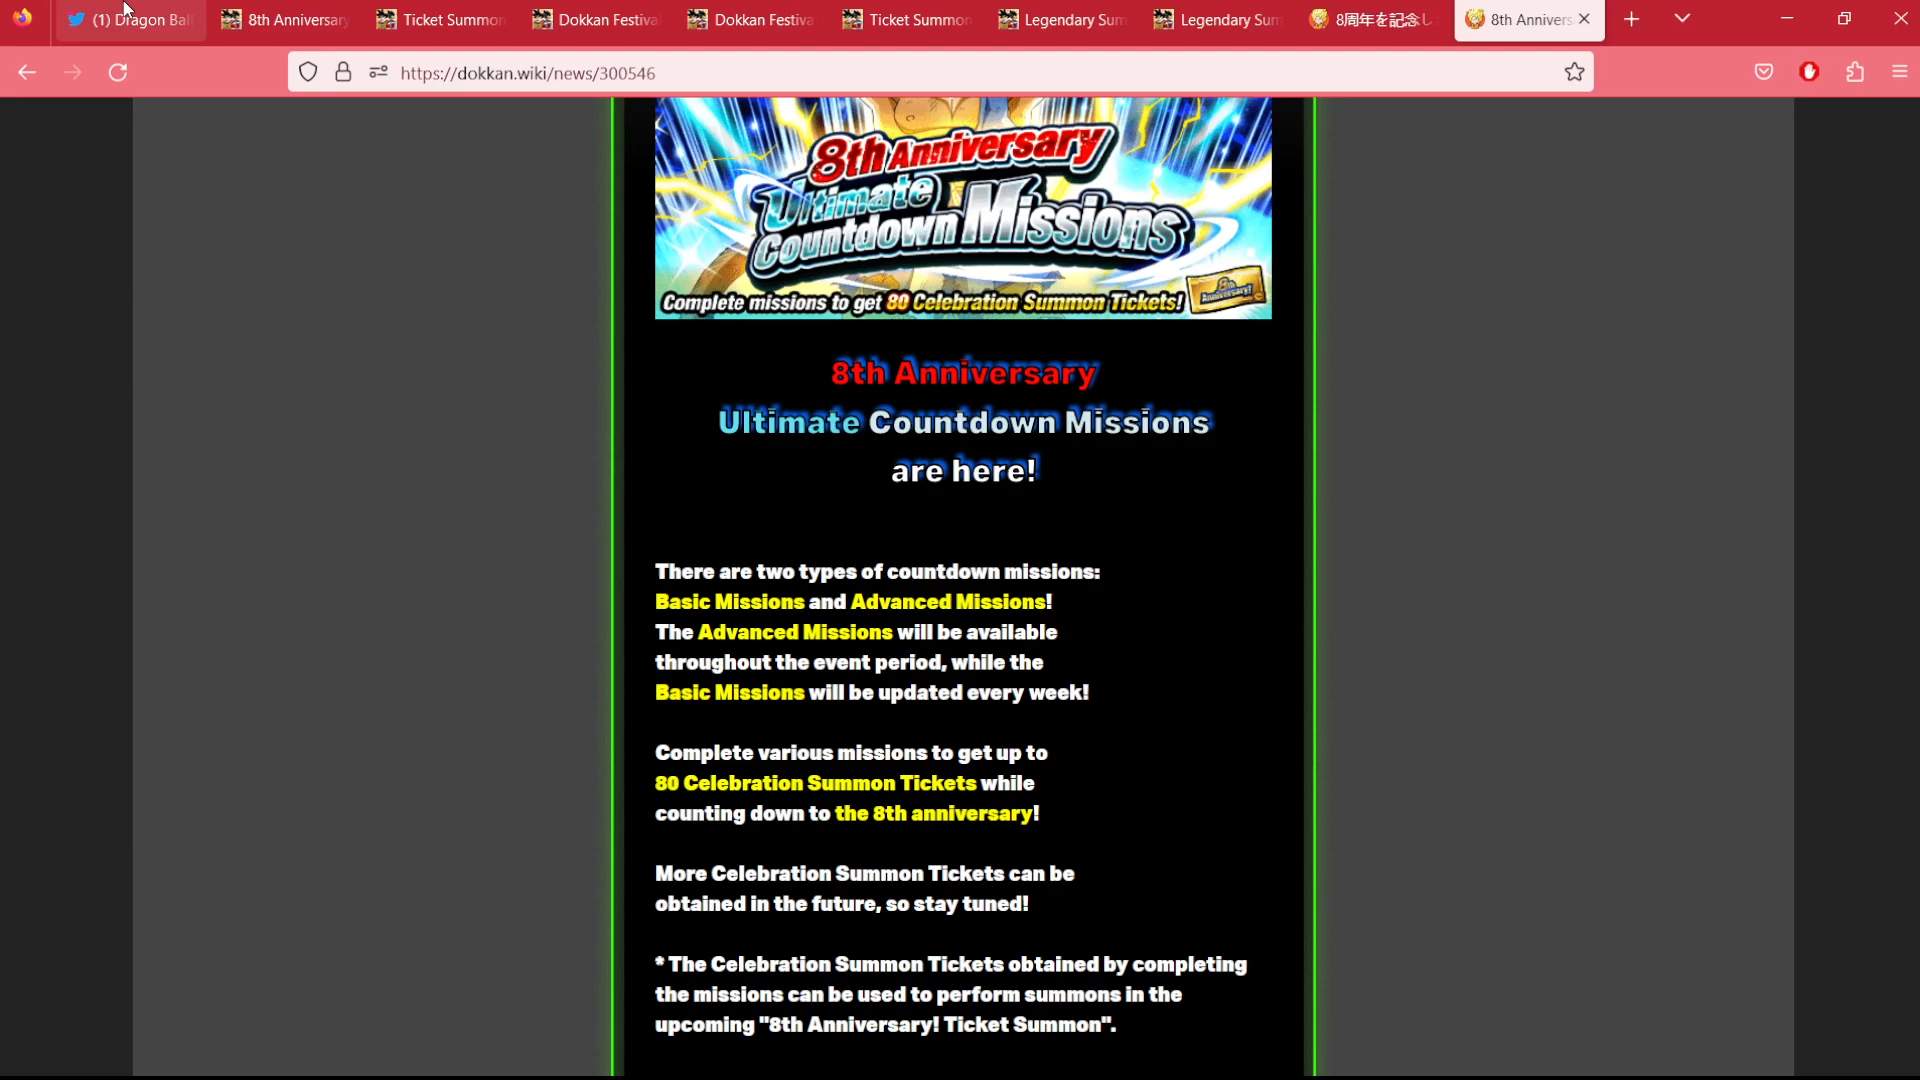 (1) Dragon Ball
8th Anniversary
Ticket Summon
Dokkan Festiva
Dokkan Festiva
Ticket Summon
Legendary Sum
Legendary Sum
8周年を記念し
8th Annivers
https://dokkan.wiki/news/300546
8th Anniversary
Ultimate
Countdown Missions
Complete missions to get 80 Celebration Summon Tickets!
8th
Anniversary!
8th Anniversary
Ultimate Countdown Missions
are here!
There are two types of countdown missions:
Basic Missions and Advanced Missions!
The Advanced Missions will be available
throughout the event period, while the
Basic Missions will be updated every week!
Complete various missions to get up to
80 Celebration Summon Tickets while
counting down to the 8th anniversary!
More Celebration Summon Tickets can be
obtained in the future, so stay tuned!
* The Celebration Summon Tickets obtained by completing
the missions can be used to perform summons in the
upcoming "8th Anniversary! Ticket Summon".